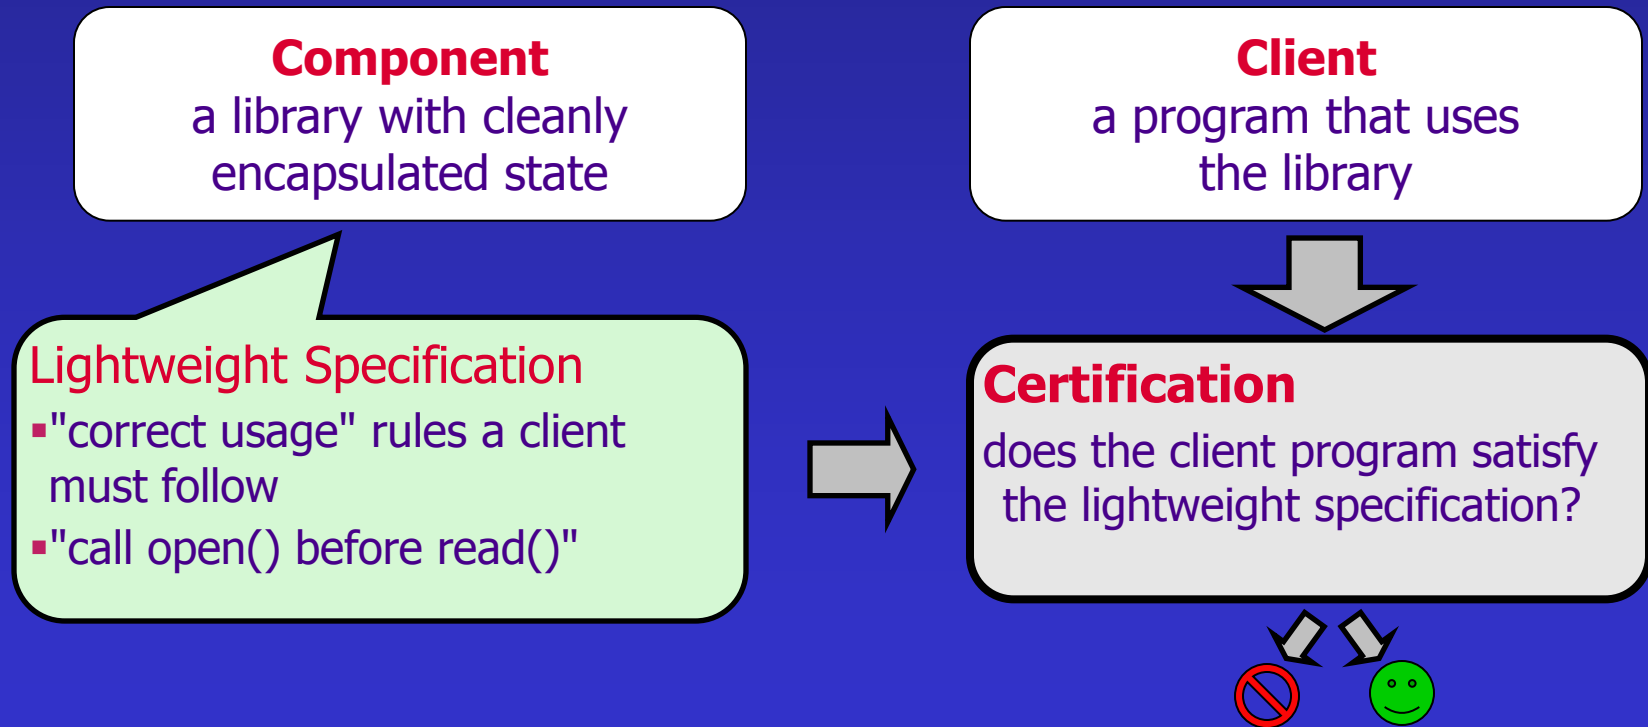 Component
a library with cleanly
encapsulated state
Client
a program that uses
the library
Lightweight Specification
▪"correct usage" rules a client
must follow
▪"call open() before read()"
Certification
does the client program satisfy
the lightweight specification?